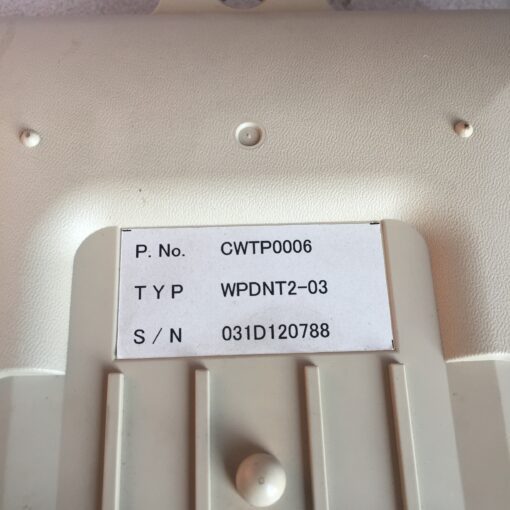 P. No. CWTP0006
TYP WPDNT2-03
S/N 031D120788